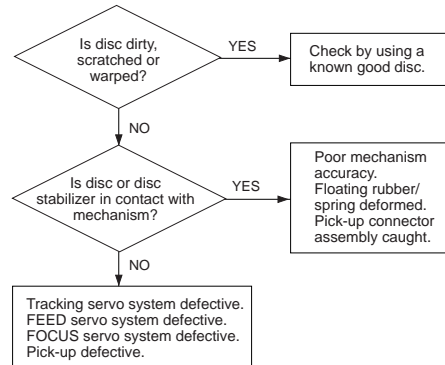 Is disc dirty,
scratched or
warped?
YES
Check by using a
known good disc.
NO
Is disc or disc
stabilizer in contact with
mechanism?
YES
Poor mechanism
accuracy.
Floating rubber/
spring deformed.
Pick-up connector
assembly caught.
NO
Tracking servo system defective.
FEED servo system defective.
FOCUS servo system defective.
Pick-up defective.